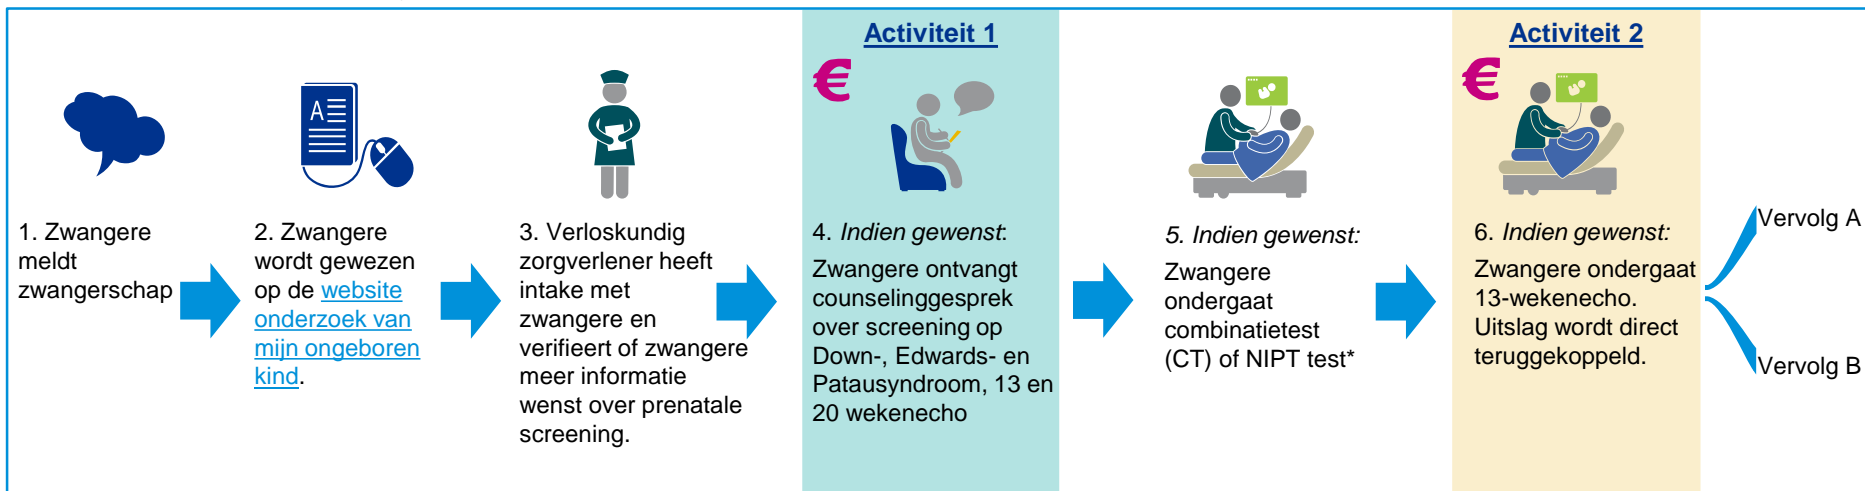 Activiteit 1
€
Activiteit 2
€
A
1. Zwangere
meldt
zwangerschap
2. Zwangere
wordt gewezen
op de website
onderzoek van
mijn ongeboren
kind.
3. Verloskundig
zorgverlener heeft
intake met
zwangere en
verifieert of zwangere
meer informatie
wenst over prenatale
screening.
4. Indien gewenst:
Zwangere ontvangt
counselinggesprek
over screening op
Down-, Edwards- en
Patausyndroom, 13 en
20 wekenecho
5. Indien gewenst:
Zwangere
ondergaat
combinatietest
(CT) of NIPT test*
6. Indien gewenst:
Zwangere ondergaat
13-wekenecho.
Uitslag wordt direct
teruggekoppeld.
Vervolg A
Vervolg B